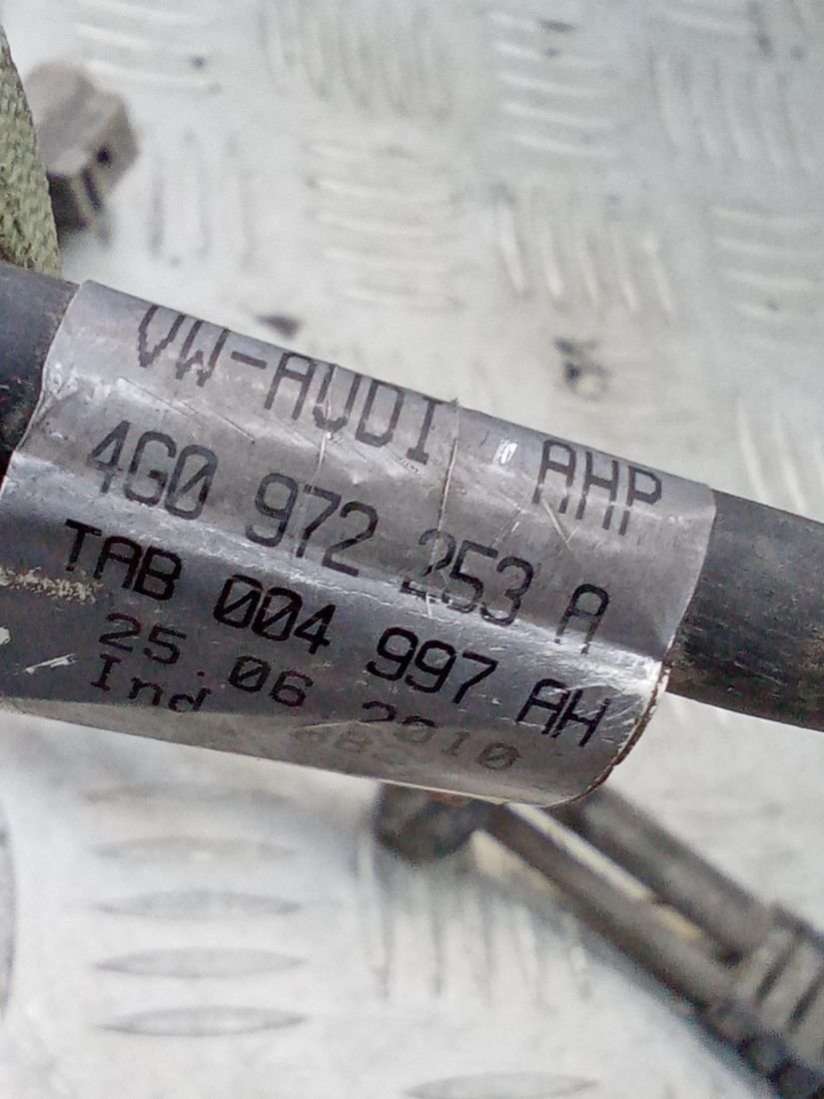 VW-AUDI AHP
4G0 972 253 A
TAB 004 997 AH
25.06 2010
Ind